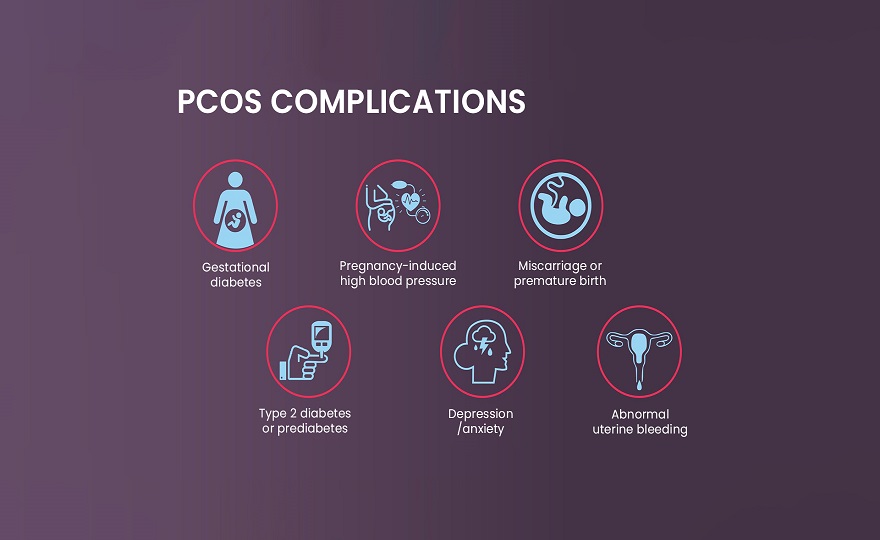 PCOS COMPLICATIONS
Gestational
diabetes
Pregnancy-induced
high blood pressure
Miscarriage or
premature birth
Type 2 diabetes
or prediabetes
Depression
/anxiety
Abnormal
uterine bleeding